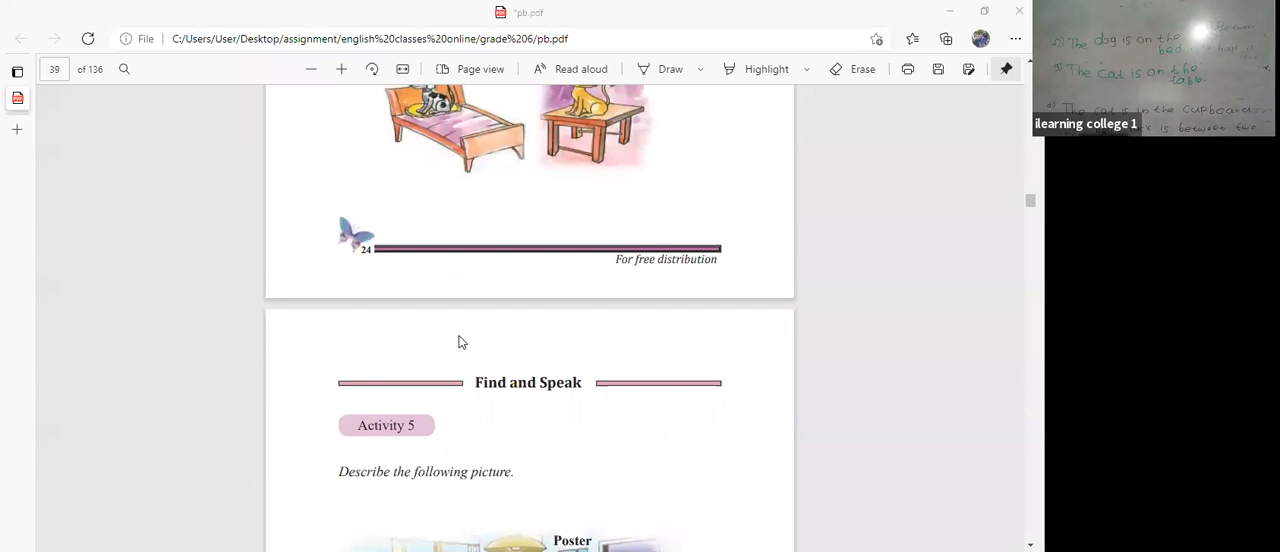 *pb.pdf
File
C:/Users/User/Desktop/assignment/english%20classes%20online/grade%206/pb.pdf
39 of 136
Page view
Read aloud
Draw
Highlight
Erase
24
For free distribution
Find and Speak
Activity 5
Describe the following picture.
Poster
The dog is on the
bed
g) The cat is on the
table.
d) The cat is in the cupboard
is between two
ilearning college 1